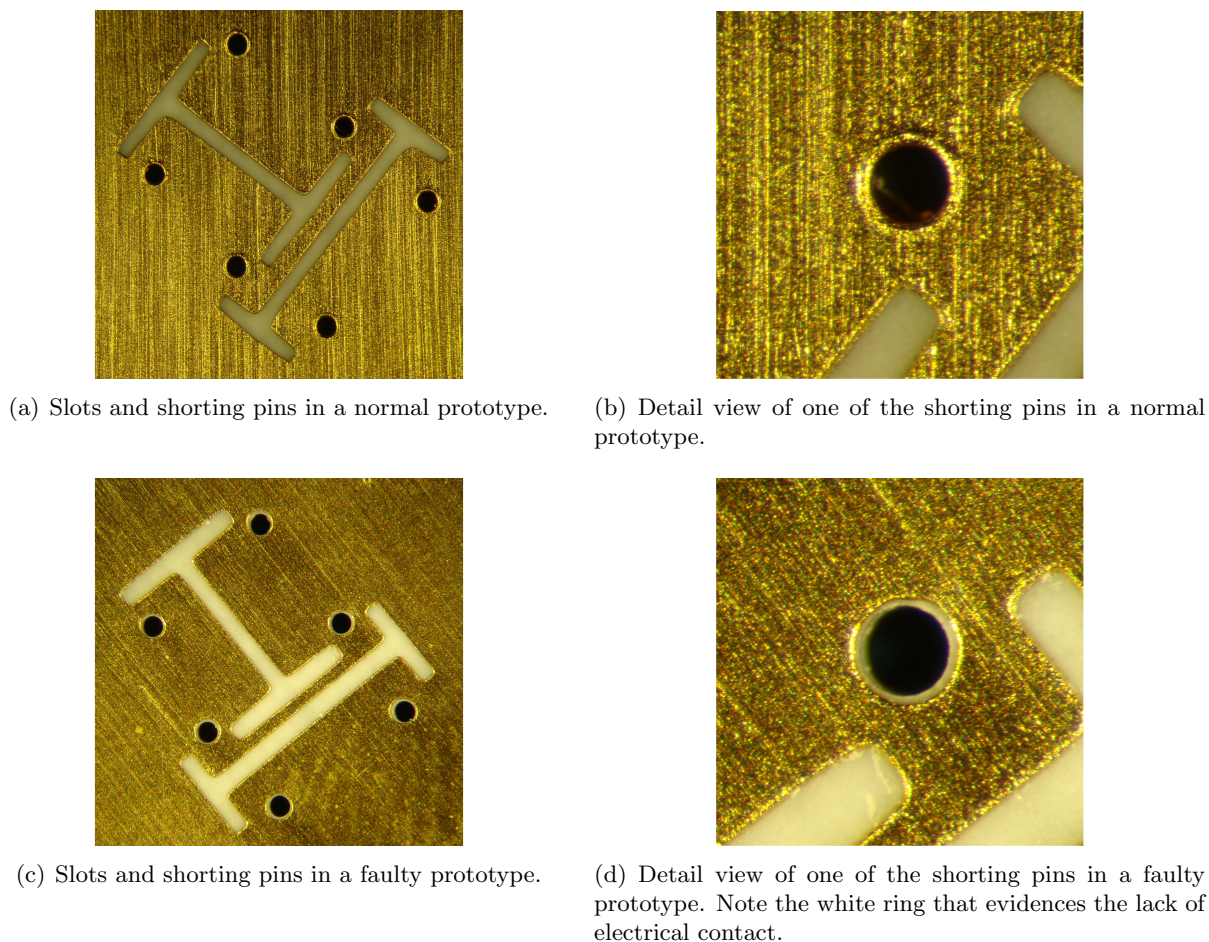 (a) Slots and shorting pins in a normal prototype.
(b) Detail view of one of the shorting pins in a normal
prototype.
(c) Slots and shorting pins in a faulty prototype.
(d) Detail view of one of the shorting pins in a faulty
prototype. Note the white ring that evidences the lack of
electrical contact.